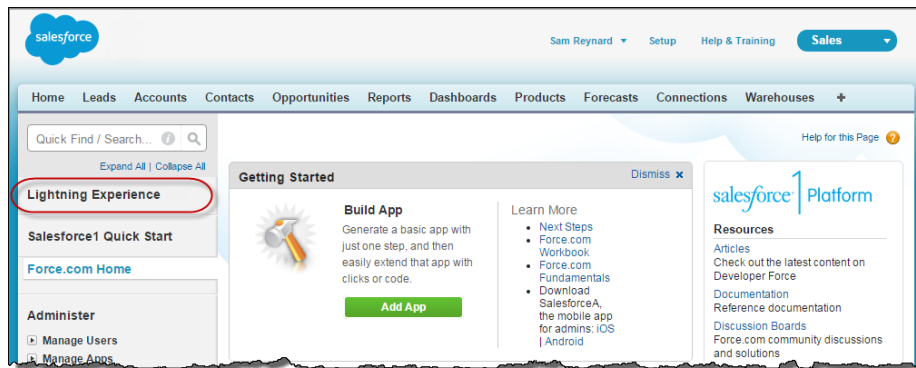 salesforce
Sam Reynard
Setup
Help & Training
Sales
Home
Leads
Accounts
Contacts
Opportunities
Reports
Dashboards
Products
Forecasts
Connections
Warehouses
+
Quick Find / Search...
Expand All | Collapse All
Lightning Experience
Salesforce1 Quick Start
Force.com Home
Administer
Manage Users
Manage Apps
Help for this Page ?
Getting Started
Dismiss x
Build App
Generate a basic app with
just one step, and then
easily extend that app with
clicks or code.
Add App
Learn More
• Next Steps
• Force.com
Workbook
• Force.com
Fundamentals
• Download
SalesforceA,
the mobile app
for admins: iOS
| Android
salesforce1 Platform
Resources
Articles
Check out the latest content on
Developer Force
Documentation
Reference documentation
Discussion Boards
Force.com community discussions
and solutions